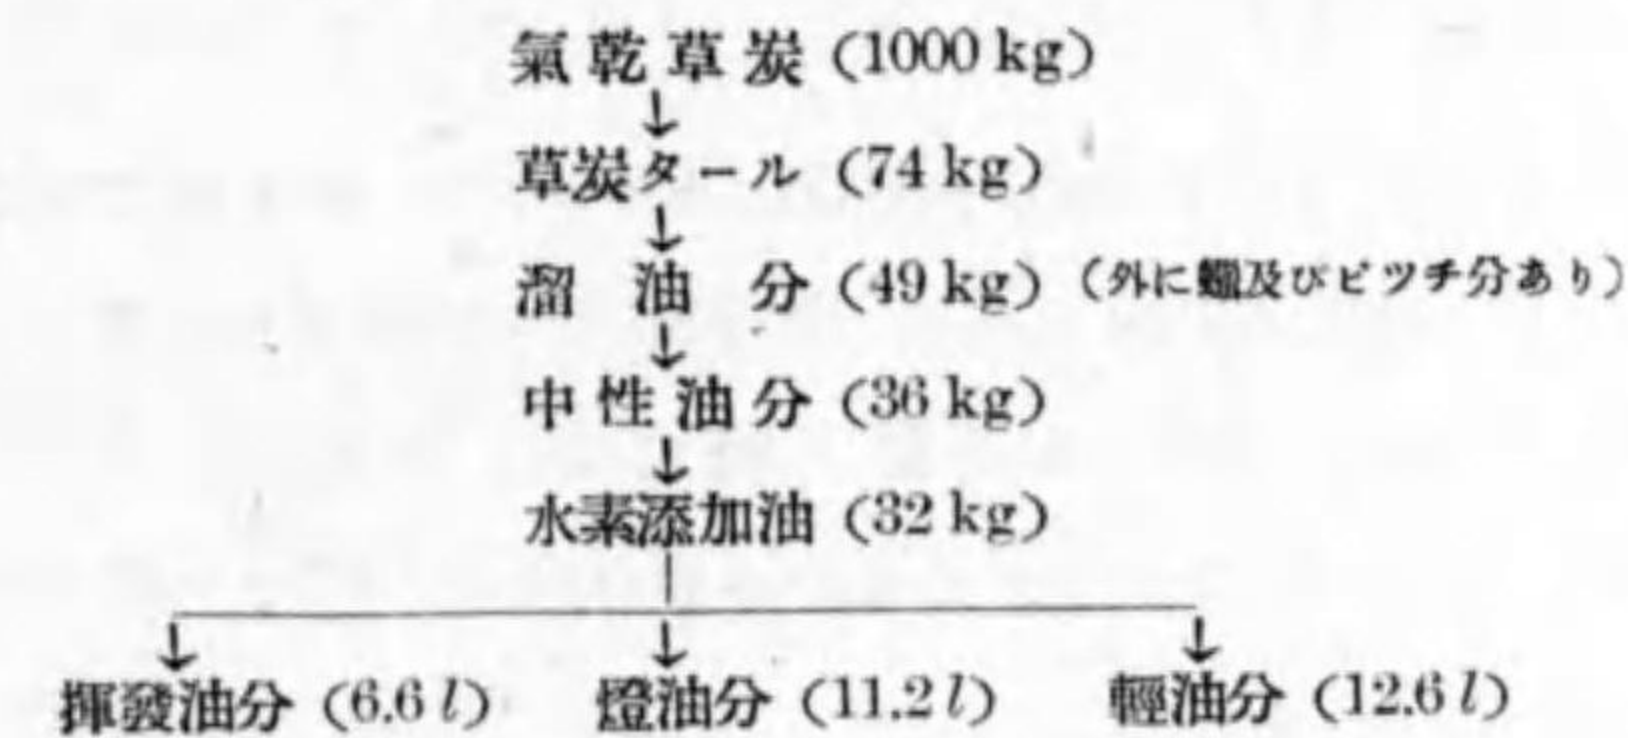 氣乾草炭 (1000 kg)
草炭タール (74 kg)
溜油分 (49 kg) (外に蠟及びピツチ分あり)
中性油分 (36 kg)
水素添加油 (32 kg)
揮發油分 (6.6 l) 燈油分 (11.2 l) 輕油分 (12.6 l)